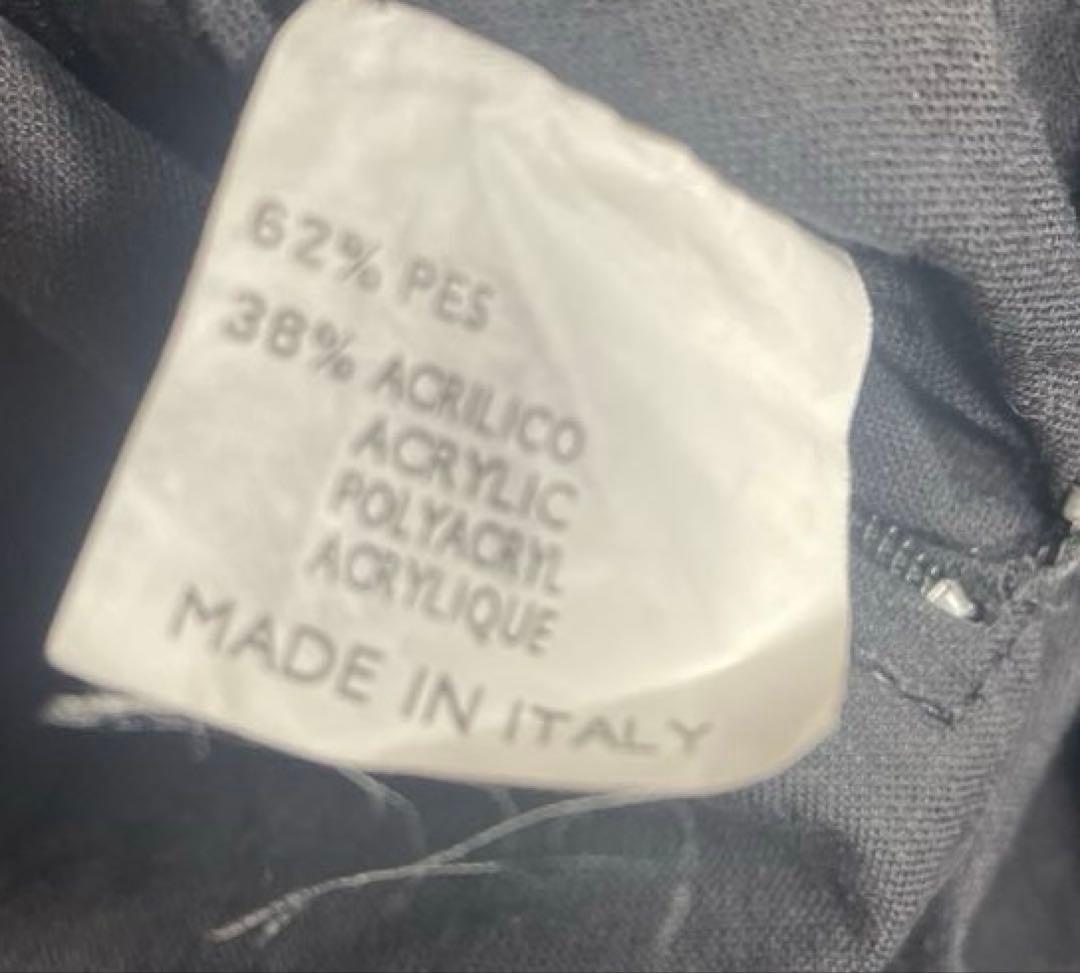 62% PES
38% ACRILICO
ACRYLIC
POLYACRYL
ACRYLIQUE
MADE IN ITALY